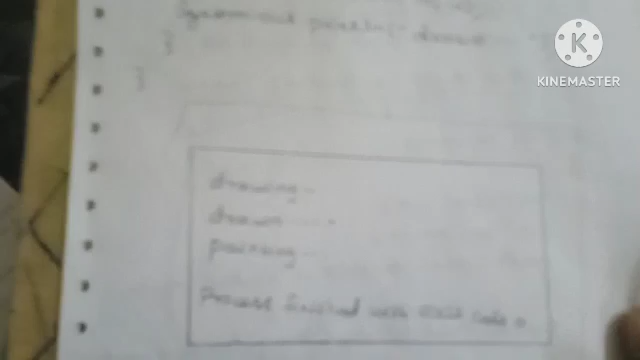 }
}
drawing...
drawn ....
painting...
Process finished with exit code 0
KINEMASTER